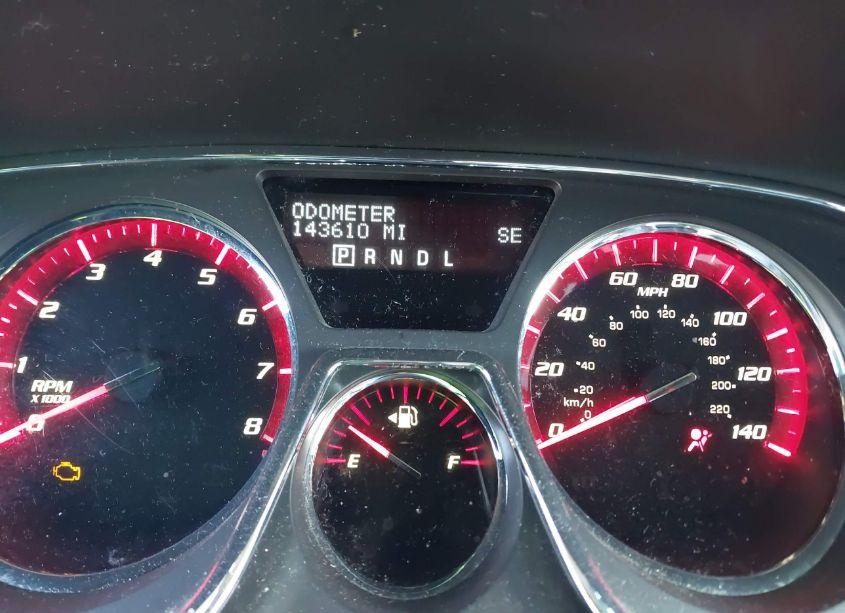 ODOMETER
143610 MI SE
P R N D L
0 1 2 3 4 5 6 7 8
RPM
X1000
E F
0 20 40 60 80 100 120 140
MPH
0 20 40 60 80 100 120 140 160 180 200 220
km/h